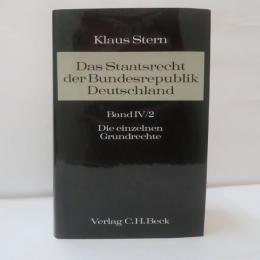 Klaus Stern
Das Staatsrecht
der Bundesrepublik
Deutschland
Band IV/2
Die einzelnen
Grundrechte
Verlag C.H.Beck